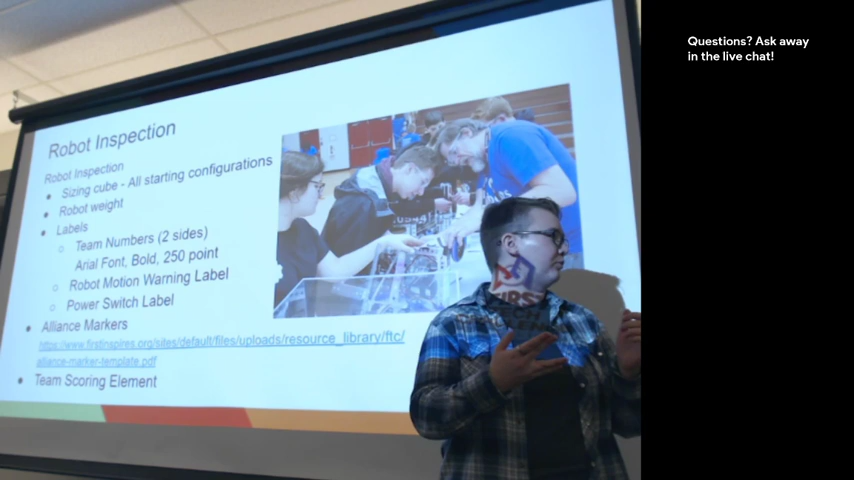 Questions? Ask away
in the live chat!
Robot Inspection
Robot Inspection
Sizing cube - All starting configurations
Robot weight
Labels
Team Numbers (2 sides)
Arial Font, Bold, 250 point
Robot Motion Warning Label
Power Switch Label
Alliance Markers
https://www.firstinspires.org/sites/default/files/uploads/resource_library/ftc/
alliance-marker-template.pdf
Team Scoring Element
FIRST